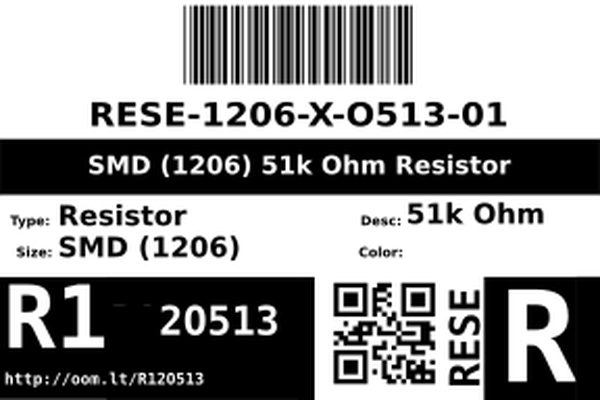 RESE-1206-X-O513-01
SMD (1206) 51k Ohm Resistor
Type: Resistor
Desc: 51k Ohm
Size: SMD (1206)
Color:
R1 20513
http://oom.lt/R120513
RESE
R